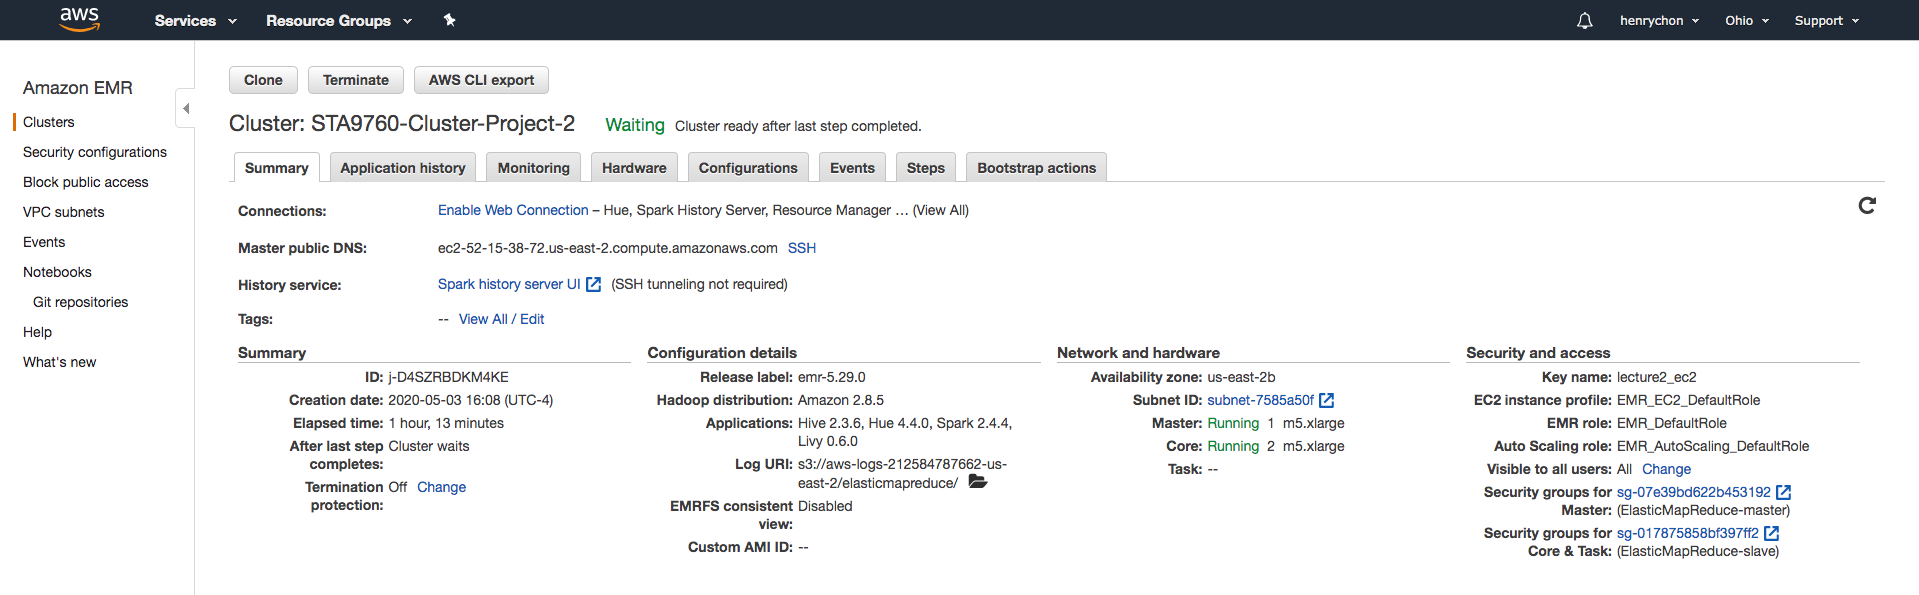 aws
Services
Resource Groups
henrychon
Ohio
Support
Amazon EMR
Clusters
Security configurations
Block public access
VPC subnets
Events
Notebooks
Git repositories
Help
What's new
Clone
Terminate
AWS CLI export
Cluster: STA9760-Cluster-Project-2 Waiting Cluster ready after last step completed.
Summary
Application history
Monitoring
Hardware
Configurations
Events
Steps
Bootstrap actions
Connections: Enable Web Connection – Hue, Spark History Server, Resource Manager … (View All)
Master public DNS: ec2-52-15-38-72.us-east-2.compute.amazonaws.com SSH
History service: Spark history server UI (SSH tunneling not required)
Tags: -- View All / Edit
Summary
ID: j-D4SZRBDKM4KE
Creation date: 2020-05-03 16:08 (UTC-4)
Elapsed time: 1 hour, 13 minutes
After last step Cluster waits
completes:
Termination Off Change
protection:
Configuration details
Release label: emr-5.29.0
Hadoop distribution: Amazon 2.8.5
Applications: Hive 2.3.6, Hue 4.4.0, Spark 2.4.4,
Livy 0.6.0
Log URI: s3://aws-logs-212584787662-us-
east-2/elasticmapreduce/
EMRFS consistent Disabled
view:
Custom AMI ID: --
Network and hardware
Availability zone: us-east-2b
Subnet ID: subnet-7585a50f
Master: Running 1 m5.xlarge
Core: Running 2 m5.xlarge
Task: --
Security and access
Key name: lecture2_ec2
EC2 instance profile: EMR_EC2_DefaultRole
EMR role: EMR_DefaultRole
Auto Scaling role: EMR_AutoScaling_DefaultRole
Visible to all users: All Change
Security groups for sg-07e39bd622b453192
Master: (ElasticMapReduce-master)
Security groups for sg-017875858bf397ff2
Core & Task: (ElasticMapReduce-slave)